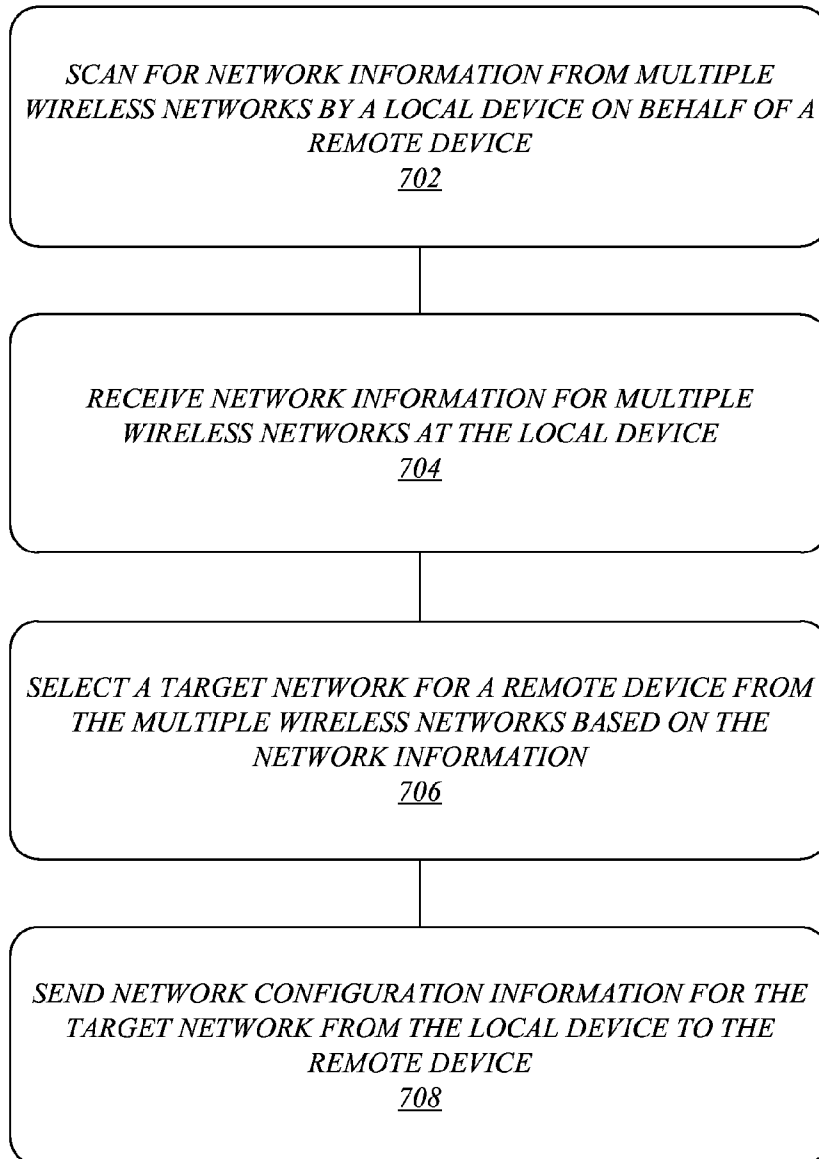 SCAN FOR NETWORK INFORMATION FROM MULTIPLE
WIRELESS NETWORKS BY A LOCAL DEVICE ON BEHALF OF A
REMOTE DEVICE
702
RECEIVE NETWORK INFORMATION FOR MULTIPLE
WIRELESS NETWORKS AT THE LOCAL DEVICE
704
SELECT A TARGET NETWORK FOR A REMOTE DEVICE FROM
THE MULTIPLE WIRELESS NETWORKS BASED ON THE
NETWORK INFORMATION
706
SEND NETWORK CONFIGURATION INFORMATION FOR THE
TARGET NETWORK FROM THE LOCAL DEVICE TO THE
REMOTE DEVICE
708